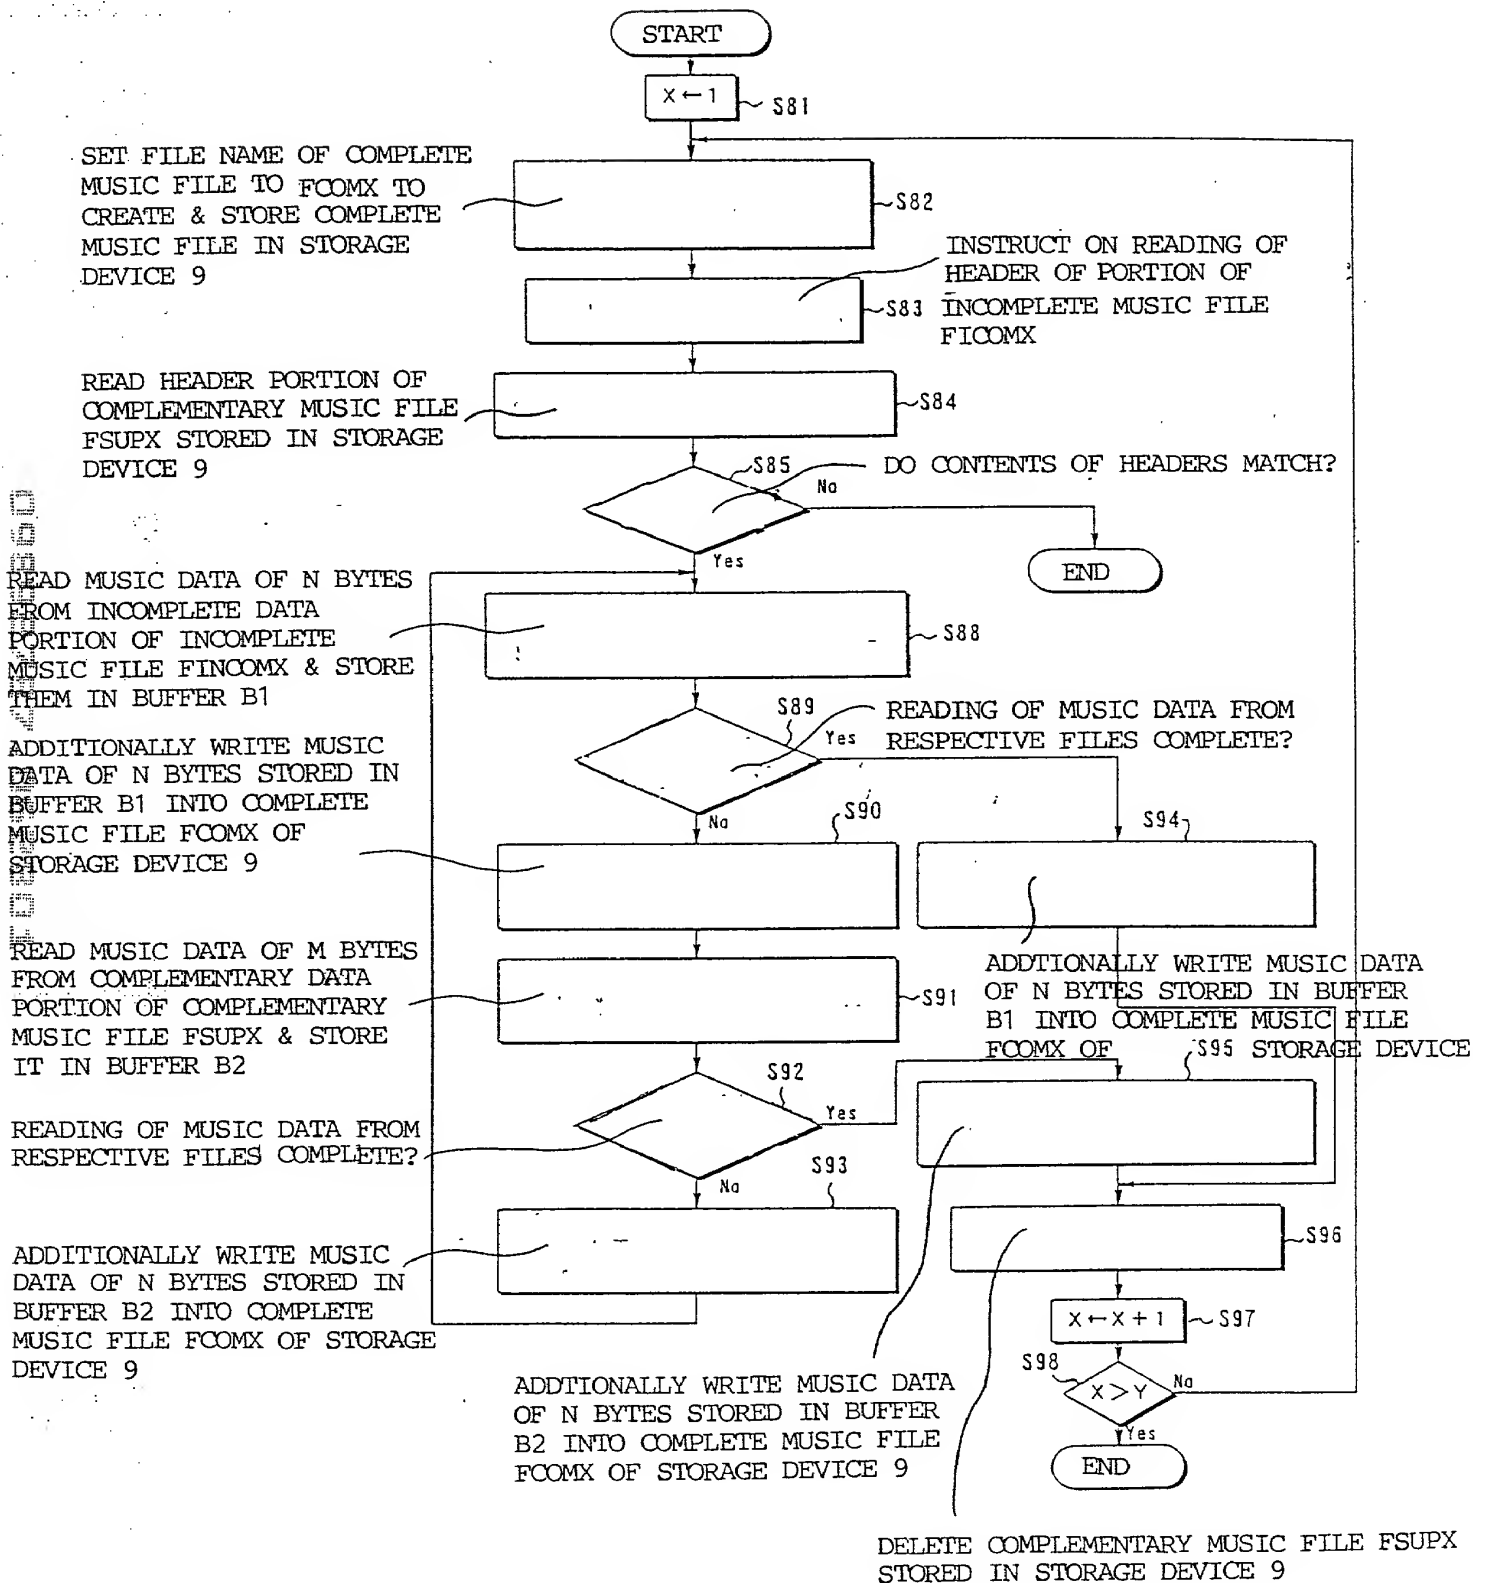 START
X ← 1
S81
SET FILE NAME OF COMPLETE
MUSIC FILE TO FCOMX TO
CREATE & STORE COMPLETE
MUSIC FILE IN STORAGE
DEVICE 9
S82
INSTRUCT ON READING OF
HEADER OF PORTION OF
INCOMPLETE MUSIC FILE
FICOMX
S83
READ HEADER PORTION OF
COMPLEMENTARY MUSIC FILE
FSUPX STORED IN STORAGE
DEVICE 9
S84
S85
DO CONTENTS OF HEADERS MATCH?
No
Yes
END
READ MUSIC DATA OF N BYTES
FROM INCOMPLETE DATA
PORTION OF INCOMPLETE
MUSIC FILE FINCOMX & STORE
THEM IN BUFFER B1
S88
S89
READING OF MUSIC DATA FROM
RESPECTIVE FILES COMPLETE?
Yes
No
ADDITIONALLY WRITE MUSIC
DATA OF N BYTES STORED IN
BUFFER B1 INTO COMPLETE
MUSIC FILE FCOMX OF
STORAGE DEVICE 9
S90
S94
READ MUSIC DATA OF M BYTES
FROM COMPLEMENTARY DATA
PORTION OF COMPLEMENTARY
MUSIC FILE FSUPX & STORE
IT IN BUFFER B2
S91
ADDTIONALLY WRITE MUSIC DATA
OF N BYTES STORED IN BUFFER
B1 INTO COMPLETE MUSIC FILE
FCOMX OF STORAGE DEVICE
S95
S92
Yes
READING OF MUSIC DATA FROM
RESPECTIVE FILES COMPLETE?
No
S93
S96
ADDITIONALLY WRITE MUSIC
DATA OF N BYTES STORED IN
BUFFER B2 INTO COMPLETE
MUSIC FILE FCOMX OF STORAGE
DEVICE 9
X ← X + 1
S97
S98
X > Y
No
Yes
END
ADDTIONALLY WRITE MUSIC DATA
OF N BYTES STORED IN BUFFER
B2 INTO COMPLETE MUSIC FILE
FCOMX OF STORAGE DEVICE 9
DELETE COMPLEMENTARY MUSIC FILE FSUPX
STORED IN STORAGE DEVICE 9